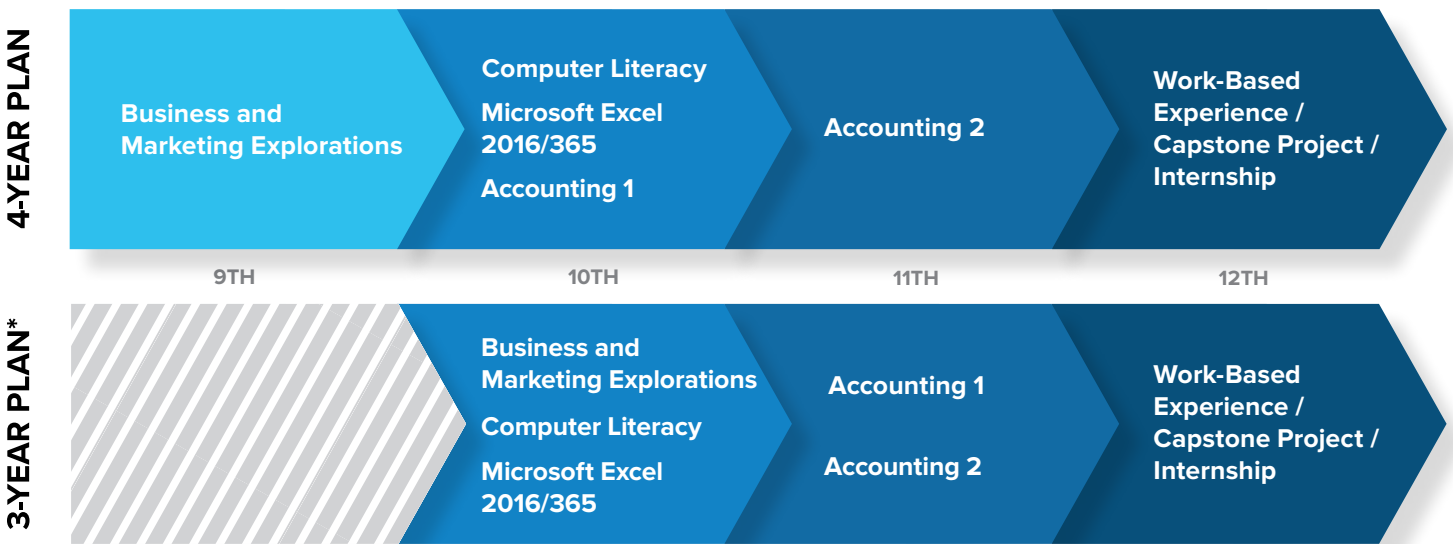 4-YEAR PLAN
Business and
Marketing Explorations
Computer Literacy
Microsoft Excel
2016/365
Accounting 1
Accounting 2
Work-Based
Experience /
Capstone Project /
Internship
9TH
10TH
11TH
12TH
3-YEAR PLAN*
Business and
Marketing Explorations
Computer Literacy
Microsoft Excel
2016/365
Accounting 1
Accounting 2
Work-Based
Experience /
Capstone Project /
Internship